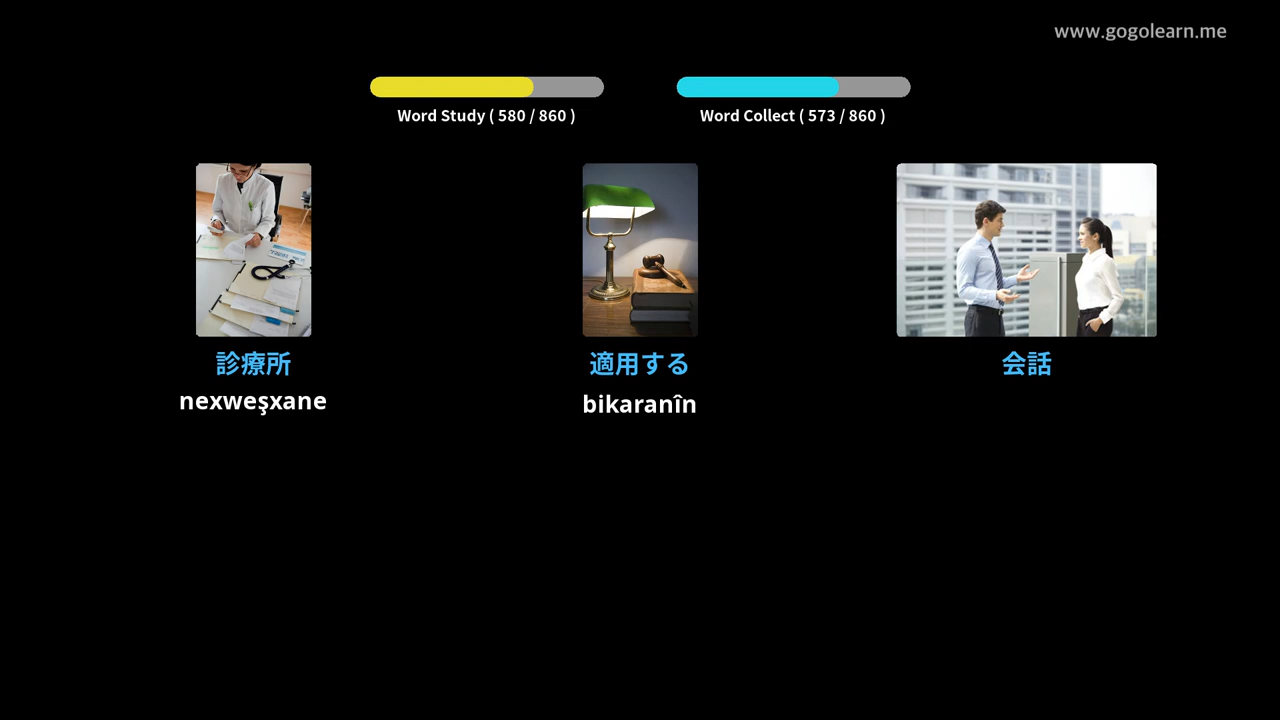 www.gogolearn.me
Word Study ( 580 / 860 )
Word Collect ( 573 / 860 )
診療所
適用する
会話
nexweşxane
bikaranîn